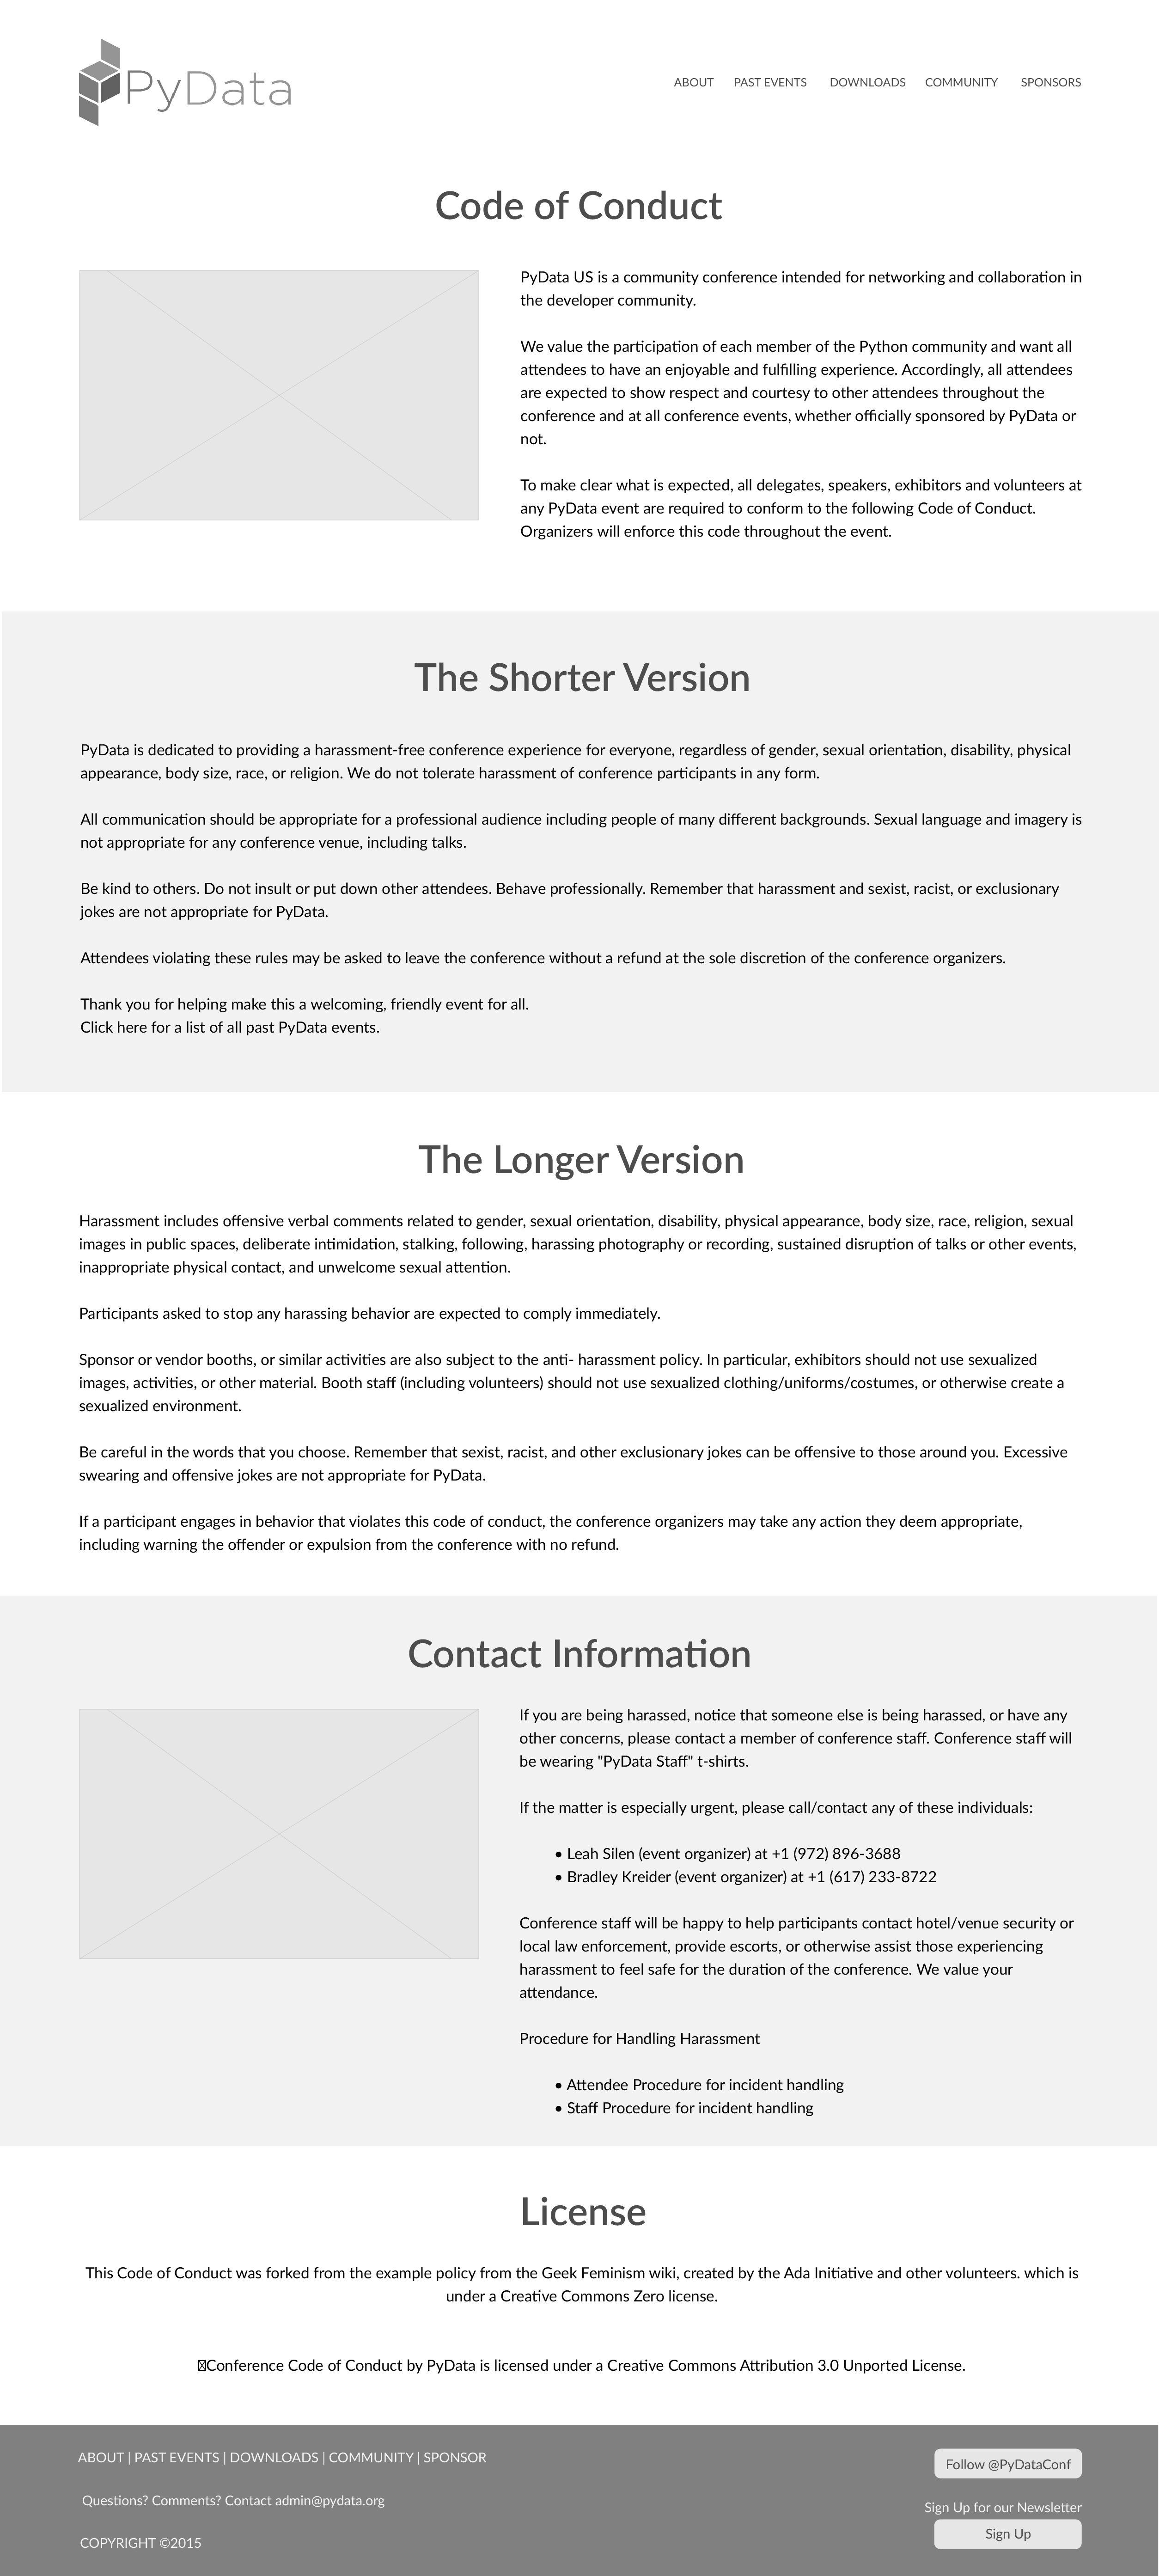 PyData
ABOUT PAST EVENTS DOWNLOADS COMMUNITY SPONSORS
Code of Conduct
PyData US is a community conference intended for networking and collaboration in
the developer community.
We value the participation of each member of the Python community and want all
attendees to have an enjoyable and fulfilling experience. Accordingly, all attendees
are expected to show respect and courtesy to other attendees throughout the
conference and at all conference events, whether officially sponsored by PyData or
not.
To make clear what is expected, all delegates, speakers, exhibitors and volunteers at
any PyData event are required to conform to the following Code of Conduct.
Organizers will enforce this code throughout the event.
The Shorter Version
PyData is dedicated to providing a harassment-free conference experience for everyone, regardless of gender, sexual orientation, disability, physical
appearance, body size, race, or religion. We do not tolerate harassment of conference participants in any form.
All communication should be appropriate for a professional audience including people of many different backgrounds. Sexual language and imagery is
not appropriate for any conference venue, including talks.
Be kind to others. Do not insult or put down other attendees. Behave professionally. Remember that harassment and sexist, racist, or exclusionary
jokes are not appropriate for PyData.
Attendees violating these rules may be asked to leave the conference without a refund at the sole discretion of the conference organizers.
Thank you for helping make this a welcoming, friendly event for all.
Click here for a list of all past PyData events.
The Longer Version
Harassment includes offensive verbal comments related to gender, sexual orientation, disability, physical appearance, body size, race, religion, sexual
images in public spaces, deliberate intimidation, stalking, following, harassing photography or recording, sustained disruption of talks or other events,
inappropriate physical contact, and unwelcome sexual attention.
Participants asked to stop any harassing behavior are expected to comply immediately.
Sponsor or vendor booths, or similar activities are also subject to the anti- harassment policy. In particular, exhibitors should not use sexualized
images, activities, or other material. Booth staff (including volunteers) should not use sexualized clothing/uniforms/costumes, or otherwise create a
sexualized environment.
Be careful in the words that you choose. Remember that sexist, racist, and other exclusionary jokes can be offensive to those around you. Excessive
swearing and offensive jokes are not appropriate for PyData.
If a participant engages in behavior that violates this code of conduct, the conference organizers may take any action they deem appropriate,
including warning the offender or expulsion from the conference with no refund.
Contact Information
If you are being harassed, notice that someone else is being harassed, or have any
other concerns, please contact a member of conference staff. Conference staff will
be wearing "PyData Staff" t-shirts.
If the matter is especially urgent, please call/contact any of these individuals:
• Leah Silen (event organizer) at +1 (972) 896-3688
• Bradley Kreider (event organizer) at +1 (617) 233-8722
Conference staff will be happy to help participants contact hotel/venue security or
local law enforcement, provide escorts, or otherwise assist those experiencing
harassment to feel safe for the duration of the conference. We value your
attendance.
Procedure for Handling Harassment
• Attendee Procedure for incident handling
• Staff Procedure for incident handling
License
This Code of Conduct was forked from the example policy from the Geek Feminism wiki, created by the Ada Initiative and other volunteers. which is
under a Creative Commons Zero license.
Conference Code of Conduct by PyData is licensed under a Creative Commons Attribution 3.0 Unported License.
ABOUT | PAST EVENTS | DOWNLOADS | COMMUNITY | SPONSOR
Follow @PyDataConf
Questions? Comments? Contact admin@pydata.org
Sign Up for our Newsletter
Sign Up
COPYRIGHT ©2015